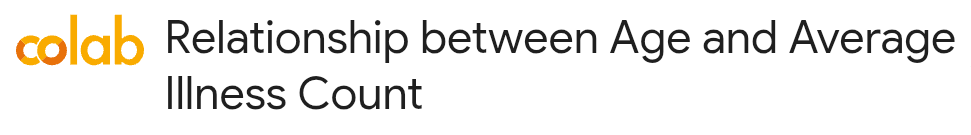 colab Relationship between Age and Average
Illness Count